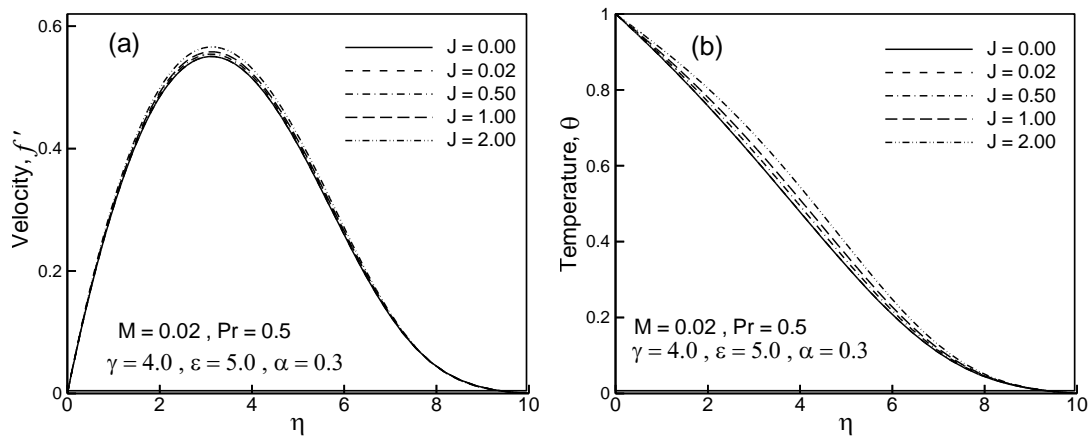 (a)
J = 0.00
J = 0.02
J = 0.50
J = 1.00
J = 2.00
M = 0.02 , Pr = 0.5
γ = 4.0 , ε = 5.0 , α = 0.3
Velocity, f′
0.6
0.4
0.2
0
0 2 4 6 8 10
η
(b)
J = 0.00
J = 0.02
J = 0.50
J = 1.00
J = 2.00
M = 0.02 , Pr = 0.5
γ = 4.0 , ε = 5.0 , α = 0.3
Temperature, θ
1
0.8
0.6
0.4
0.2
0
0 2 4 6 8 10
η